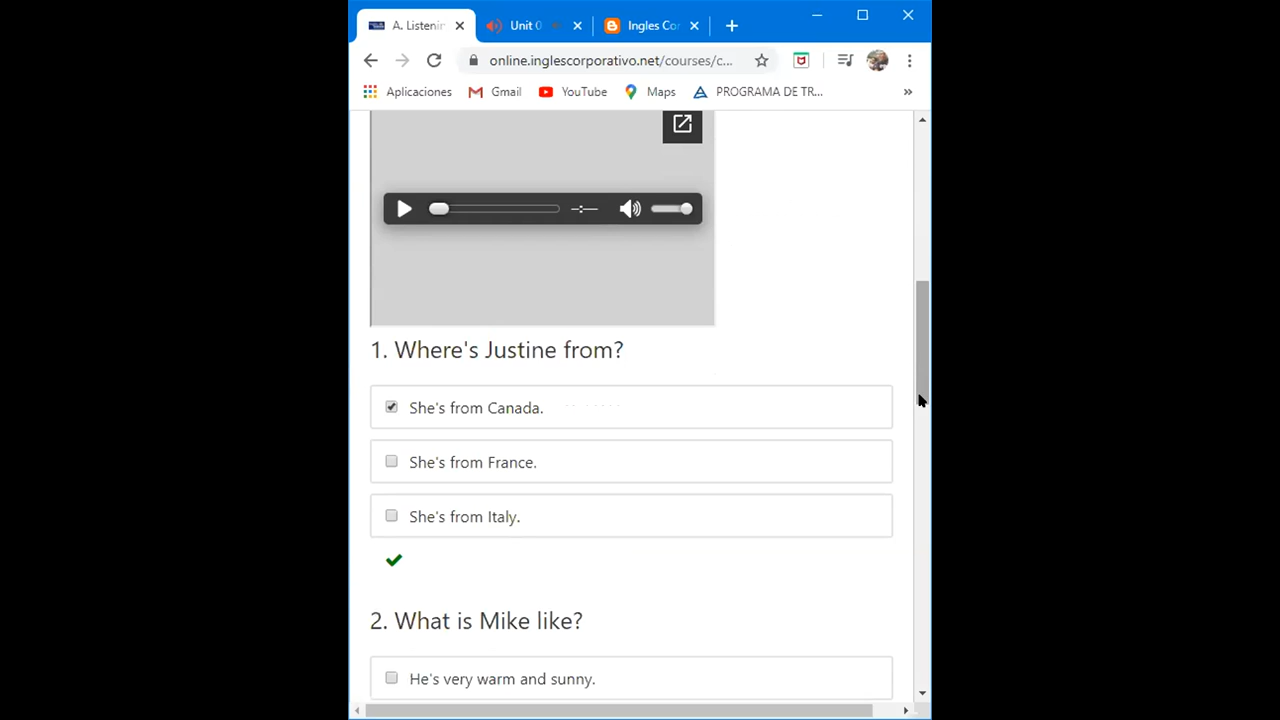 A. Listenin
Unit 0
Ingles Cor
online.inglescorporativo.net/courses/c...
Aplicaciones
Gmail
YouTube
Maps
PROGRAMA DE TR...
»
1. Where's Justine from?
She's from Canada.
She's from France.
She's from Italy.
2. What is Mike like?
He's very warm and sunny.